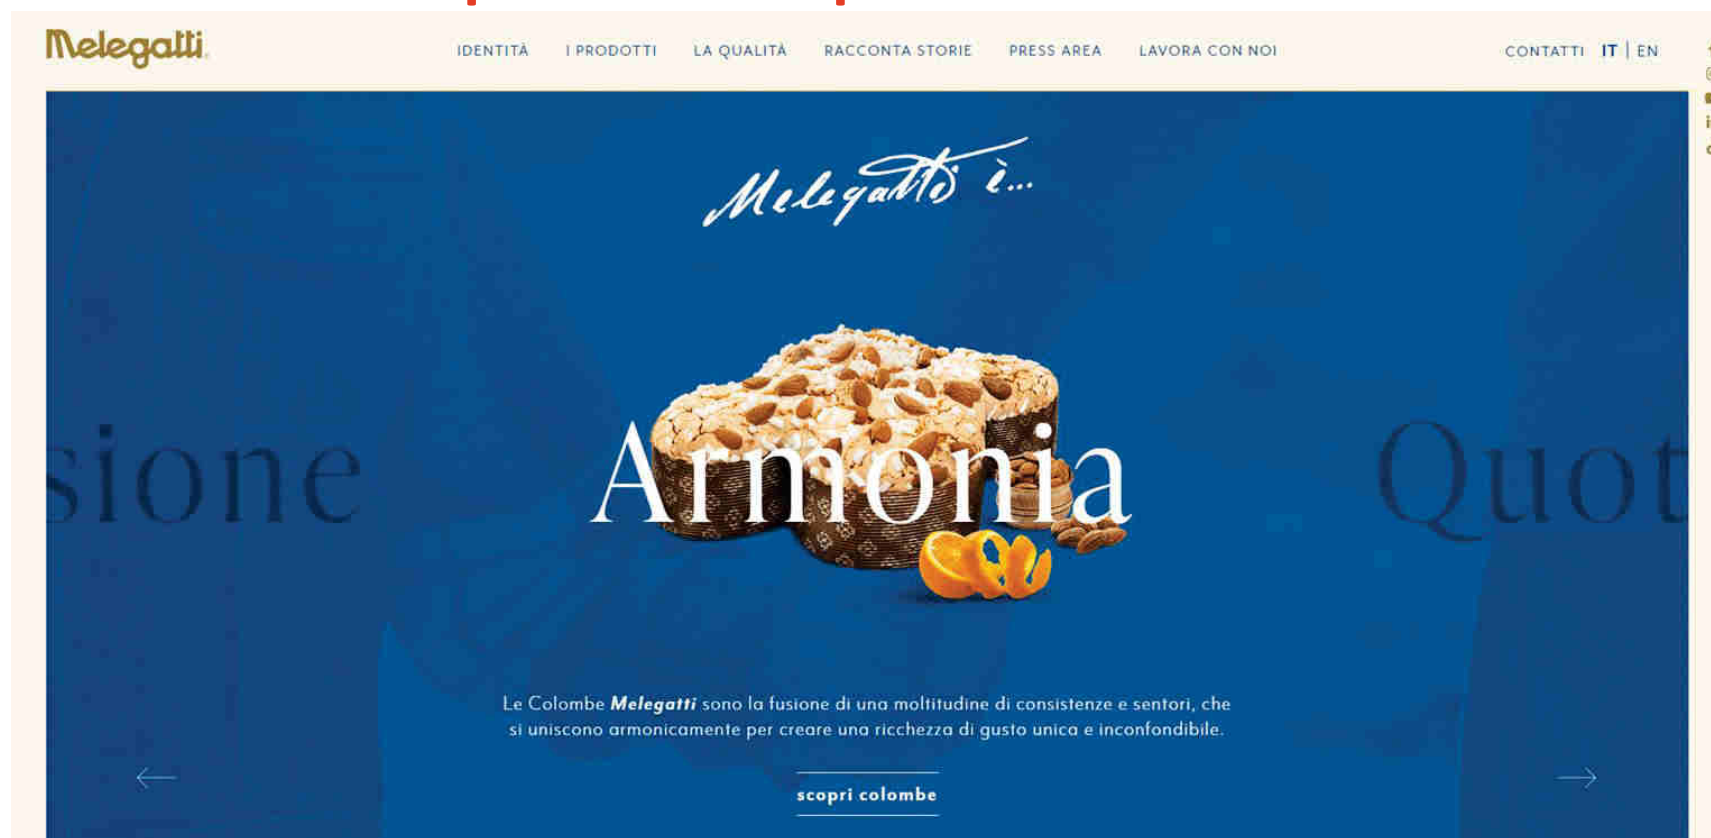 Melegatti
IDENTITÀ I PRODOTTI LA QUALITÀ RACCONTA STORIE PRESS AREA LAVORA CON NOI CONTATTI IT | EN
Melegatti è...
Armonia
Le Colombe Melegatti sono la fusione di una moltitudine di consistenze e sentori, che
si uniscono armonicamente per creare una ricchezza di gusto unica e inconfondibile.
scopri colombe